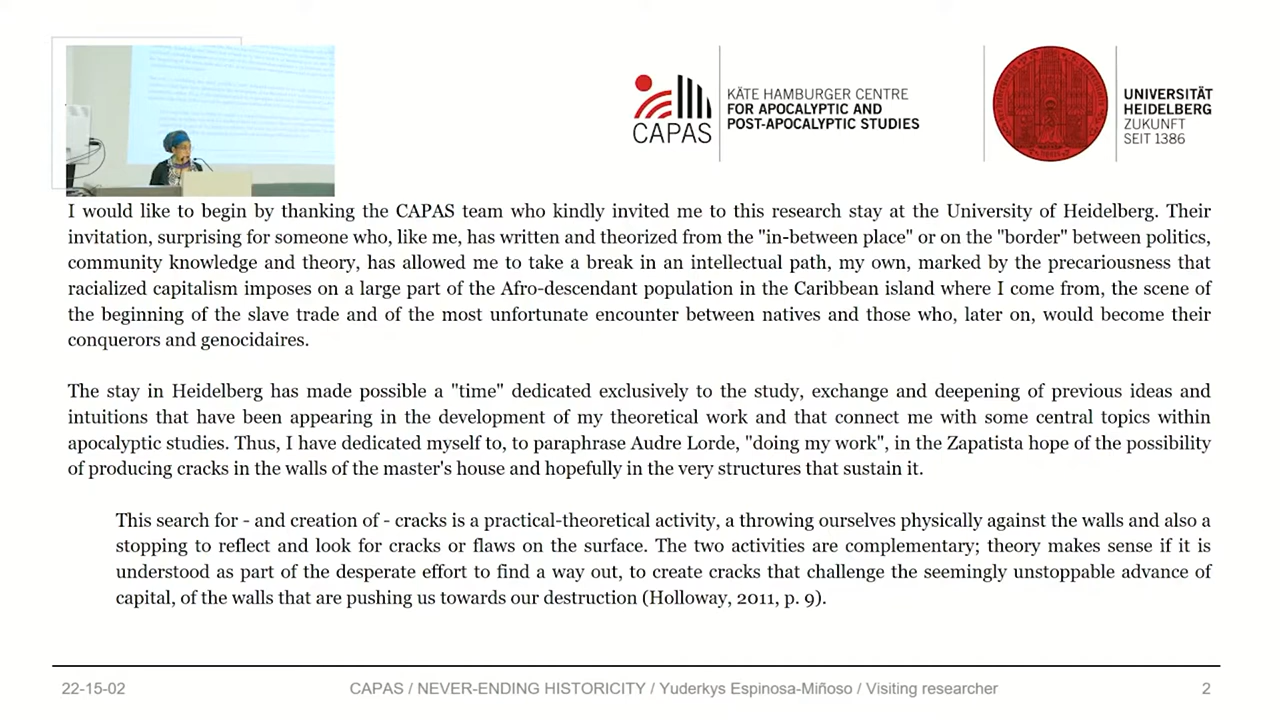 CAPAS
KÄTE HAMBURGER CENTRE
FOR APOCALYPTIC AND
POST-APOCALYPTIC STUDIES
UNIVERSITÄT
HEIDELBERG
ZUKUNFT
SEIT 1386
I would like to begin by thanking the CAPAS team who kindly invited me to this research stay at the University of Heidelberg. Their
invitation, surprising for someone who, like me, has written and theorized from the "in-between place" or on the "border" between politics,
community knowledge and theory, has allowed me to take a break in an intellectual path, my own, marked by the precariousness that
racialized capitalism imposes on a large part of the Afro-descendant population in the Caribbean island where I come from, the scene of
the beginning of the slave trade and of the most unfortunate encounter between natives and those who, later on, would become their
conquerors and genocidaires.
The stay in Heidelberg has made possible a "time" dedicated exclusively to the study, exchange and deepening of previous ideas and
intuitions that have been appearing in the development of my theoretical work and that connect me with some central topics within
apocalyptic studies. Thus, I have dedicated myself to, to paraphrase Audre Lorde, "doing my work", in the Zapatista hope of the possibility
of producing cracks in the walls of the master's house and hopefully in the very structures that sustain it.
This search for - and creation of - cracks is a practical-theoretical activity, a throwing ourselves physically against the walls and also a
stopping to reflect and look for cracks or flaws on the surface. The two activities are complementary; theory makes sense if it is
understood as part of the desperate effort to find a way out, to create cracks that challenge the seemingly unstoppable advance of
capital, of the walls that are pushing us towards our destruction (Holloway, 2011, p. 9).
22-15-02
CAPAS / NEVER-ENDING HISTORICITY / Yuderkys Espinosa-Miñoso / Visiting researcher
2